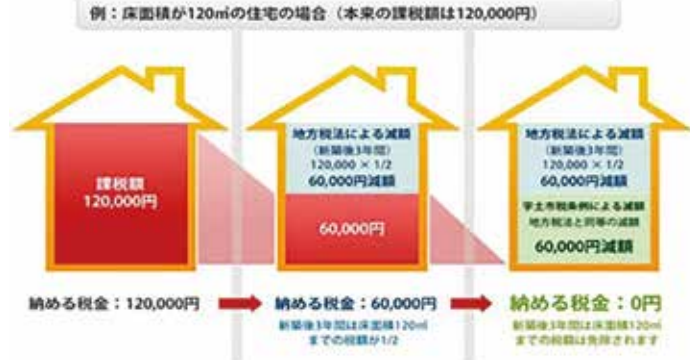 例：床面積が120㎡の住宅の場合（本来の課税額は120,000円）
課税額
120,000円
納める税金：120,000円
地方税法による減額
（新築後3年間）
120,000 × 1/2
60,000円減額
60,000円
納める税金：60,000円
新築後3年間は床面積120㎡
までの税額が1/2
地方税法による減額
（新築後3年間）
120,000 × 1/2
60,000円減額
宇土市税条例による減額
地方税法と同等の減額
60,000円減額
納める税金：0円
新築後3年間は床面積120㎡
までの税額は免除されます